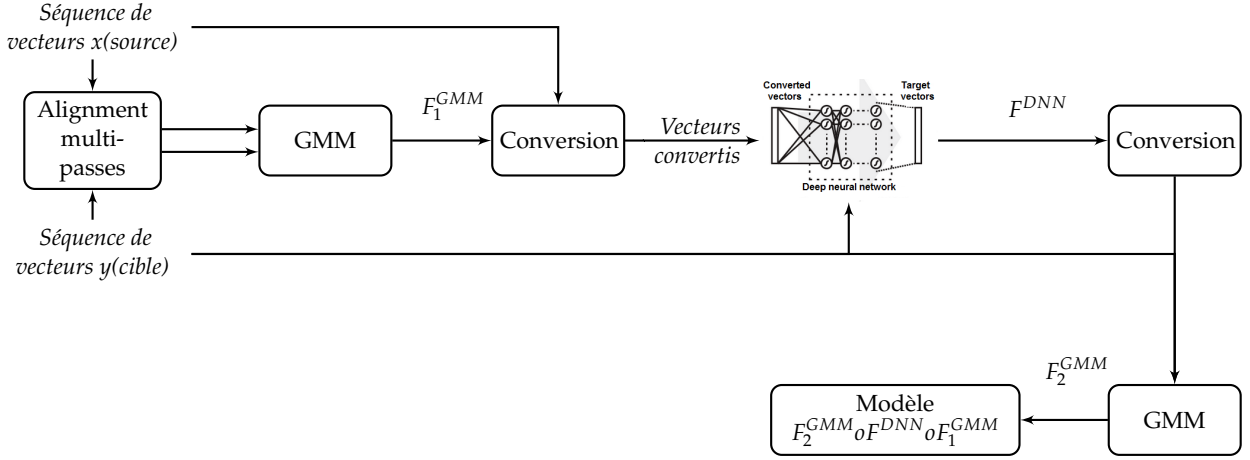 Séquence de
vecteurs x(source)
Alignment
multi-
passes
GMM
F_1^{GMM}
Conversion
Vecteurs
convertis
Converted
vectors
Target
vectors
Deep neural network
F^{DNN}
Conversion
Séquence de
vecteurs y(cible)
F_2^{GMM}
GMM
Modèle
F_2^{GMM}oF^{DNN}oF_1^{GMM}